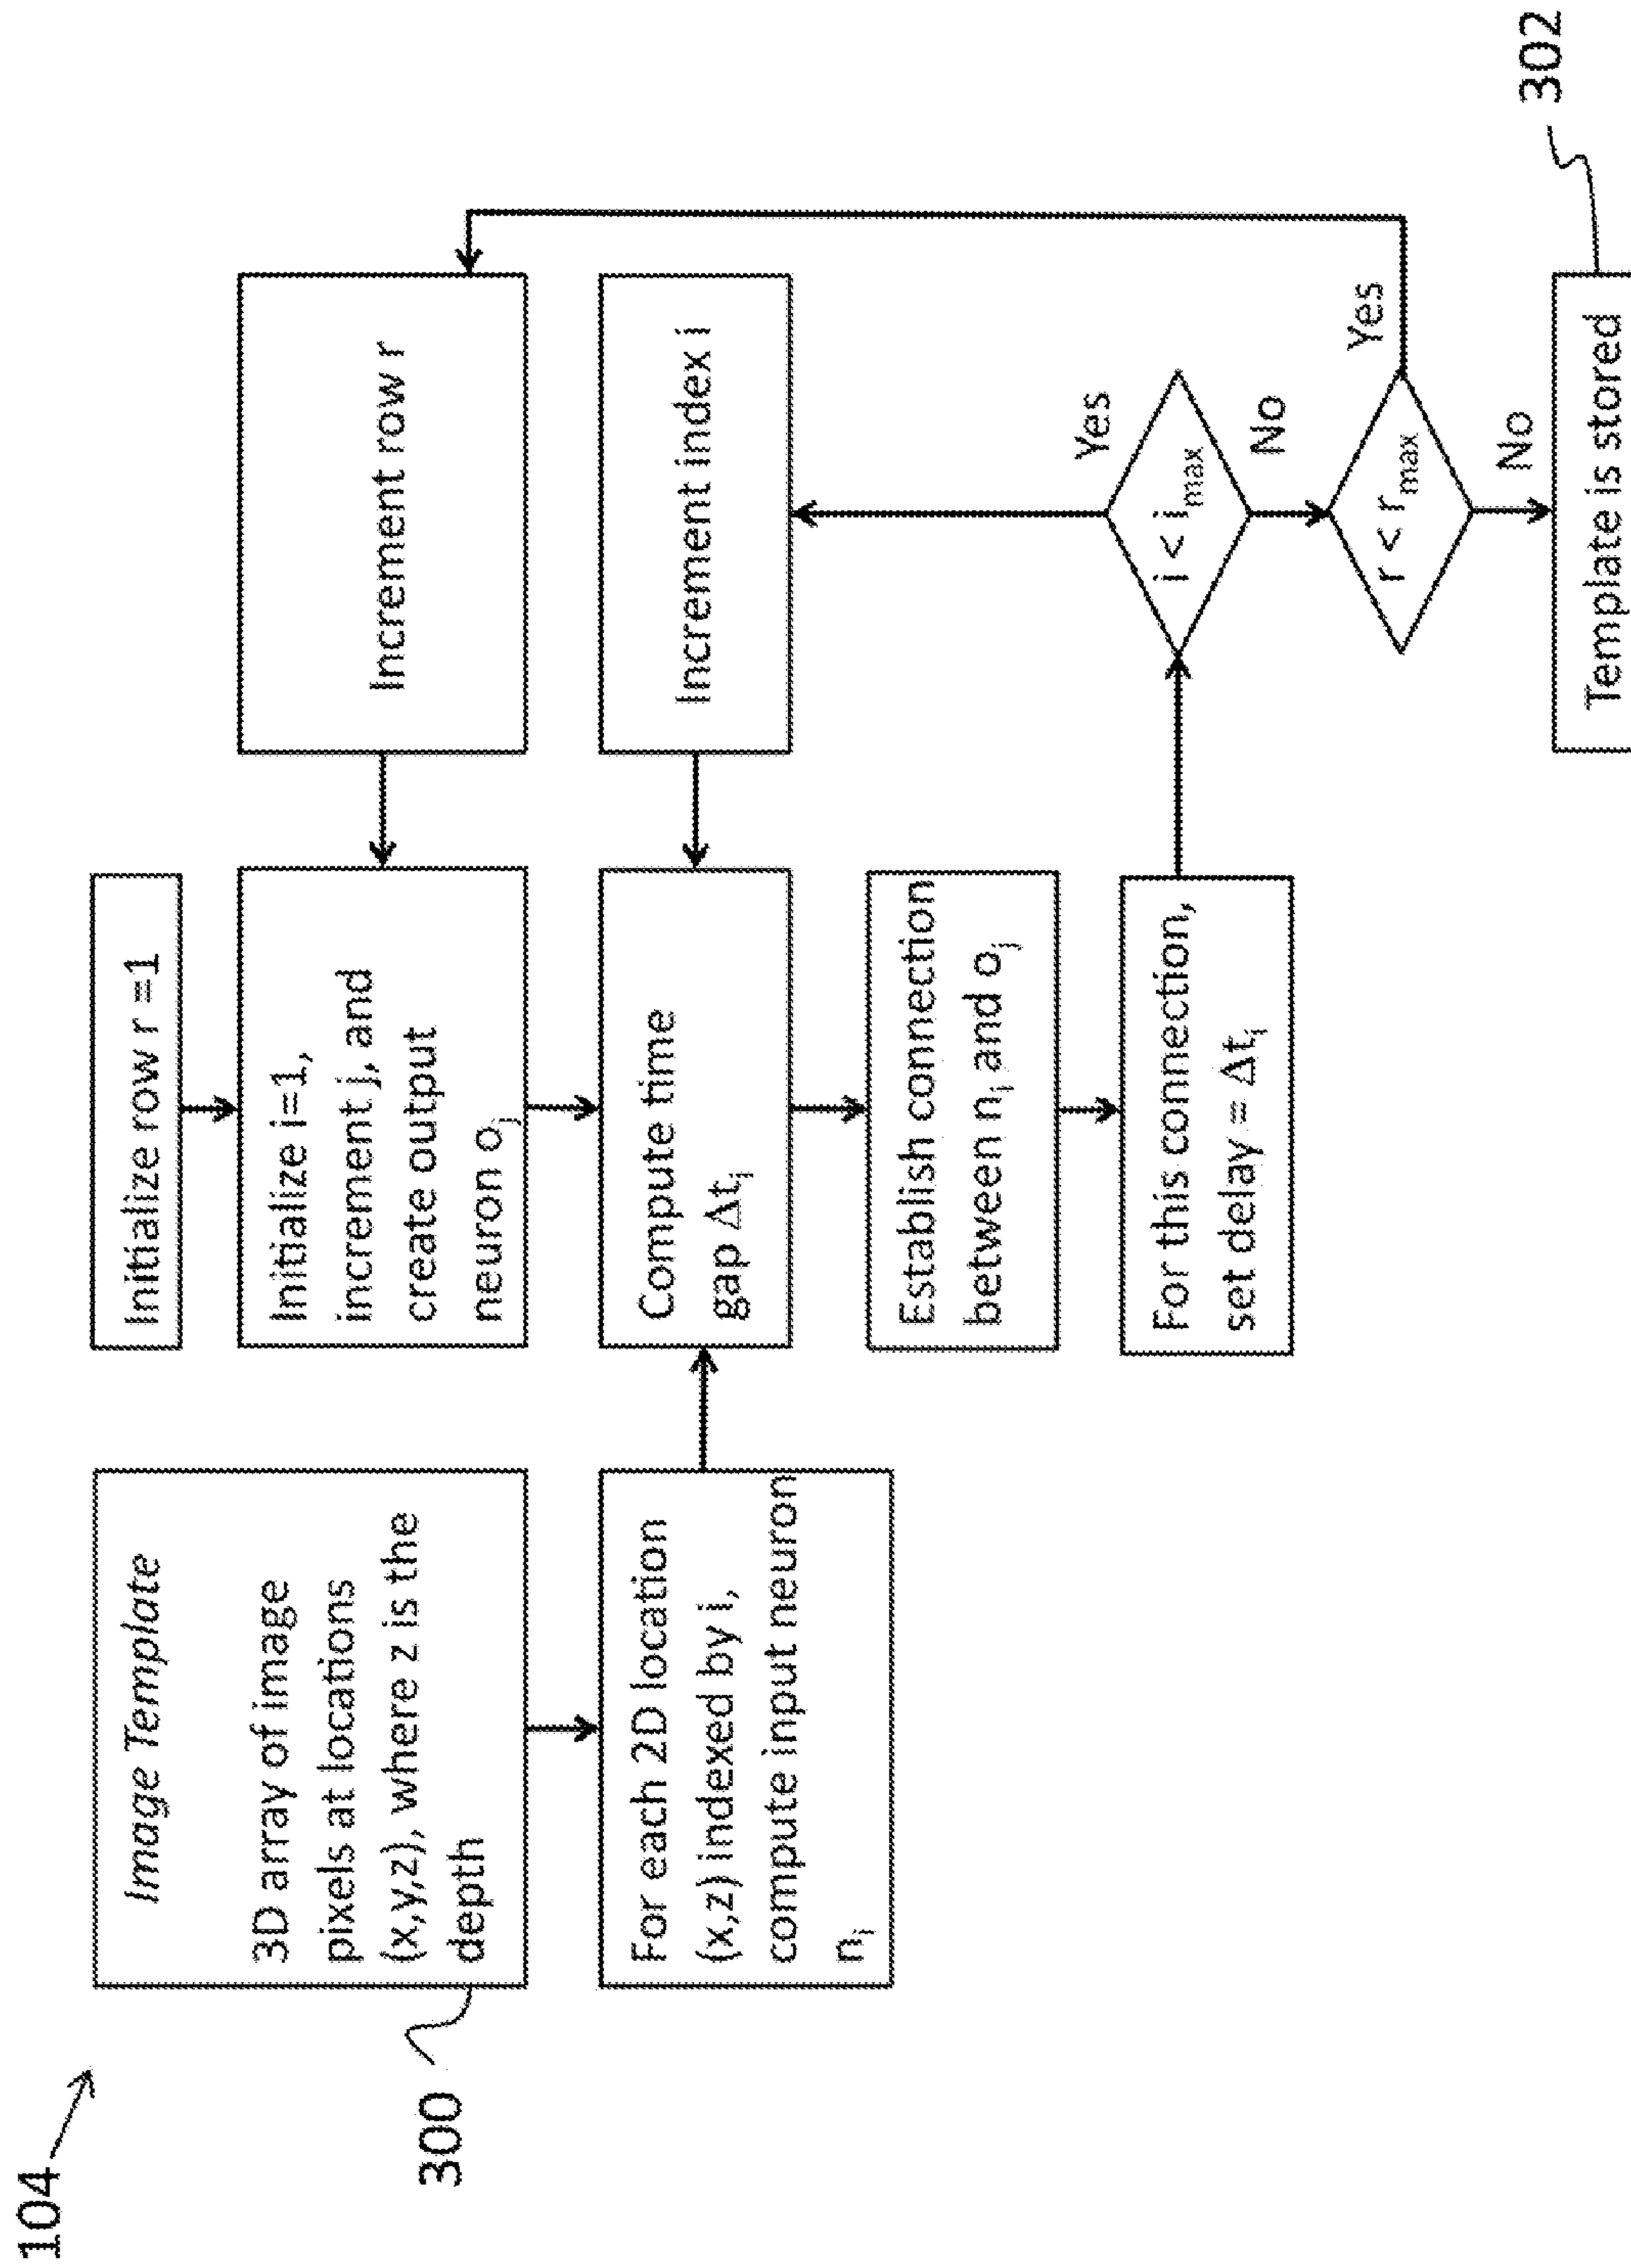 104
300
Image Template
3D array of image
pixels at locations
(x,y,z), where z is the
depth
For each 2D location
(x,z) indexed by i,
compute input neuron
nᵢ
Initialize row r =1
Initialize i=1,
increment j, and
create output
neuron oⱼ
Compute time
gap Δtᵢ
Establish connection
between nᵢ and oⱼ
For this connection,
set delay = Δtᵢ
Increment row r
Increment index i
Yes
i < iₘₐₓ
No
Yes
r < rₘₐₓ
No
Template is stored
302